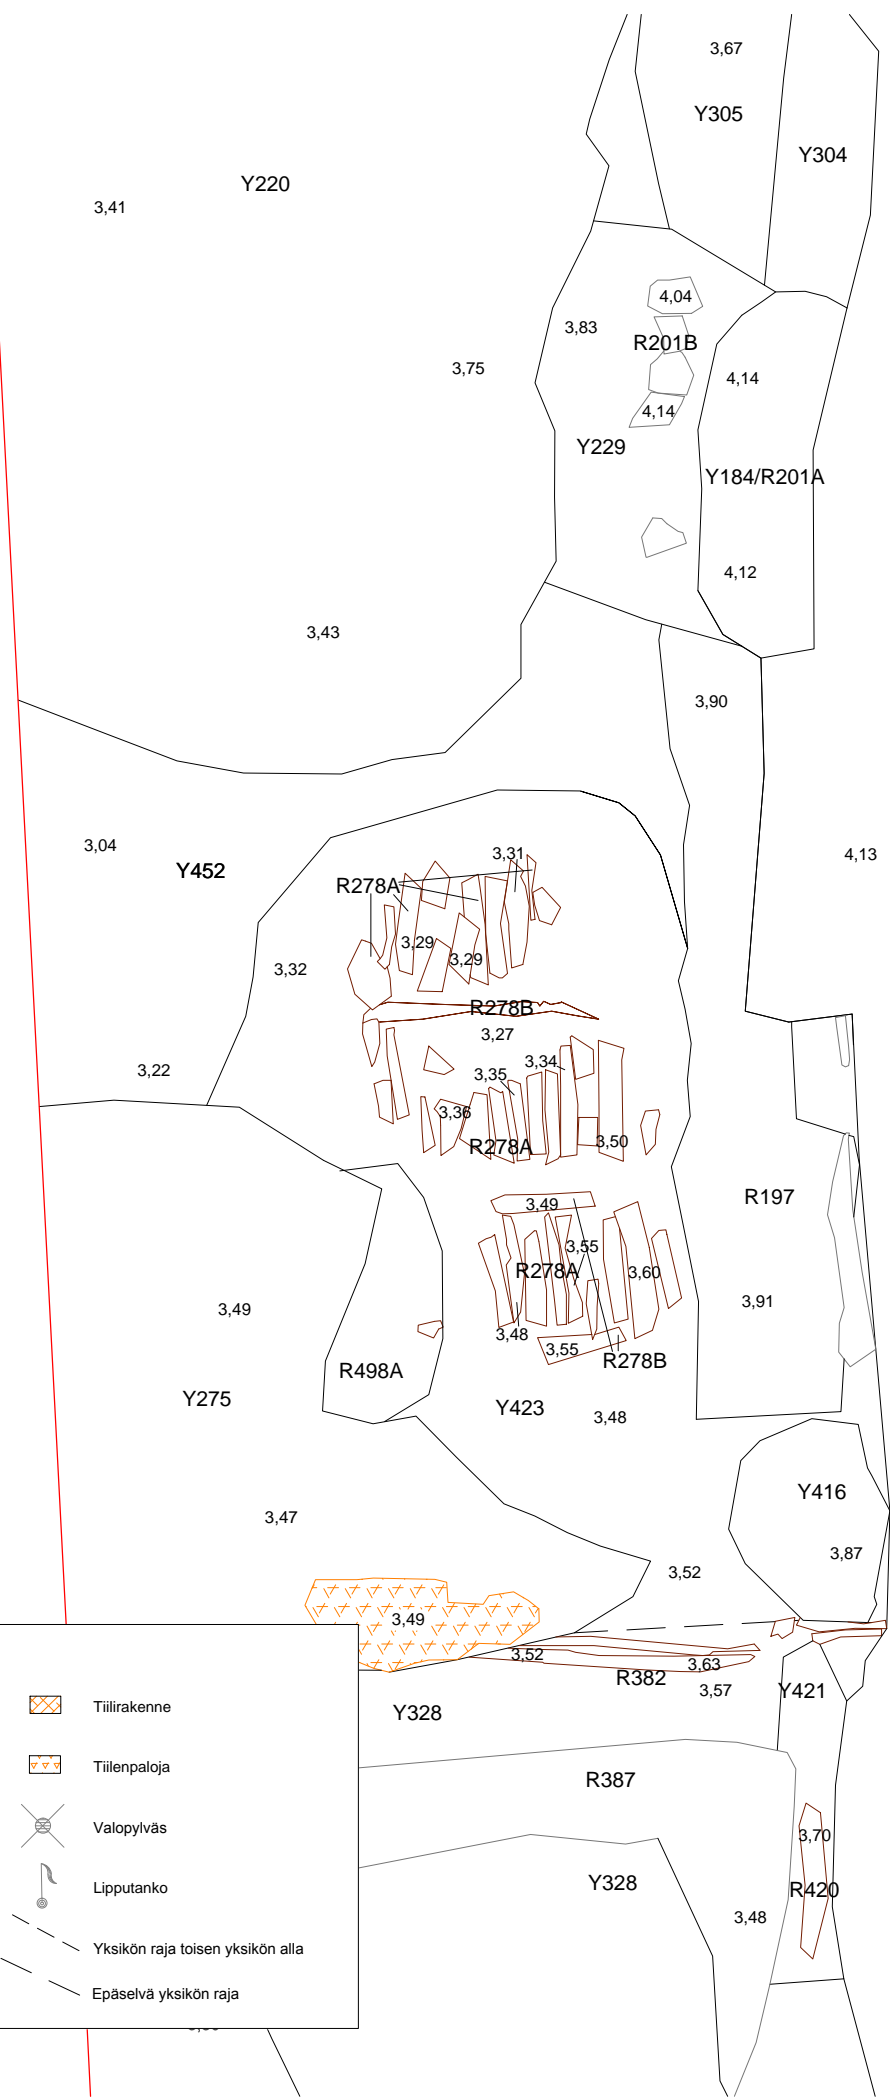 3,67
Y305
Y304
Y220
3,41
4,04
3,83
R201B
3,75
4,14
4,14
Y229
Y184/R201A
4,12
3,43
3,90
3,04
3,31
4,13
Y452
R278A
3,29
3,29
3,32
R278B
3,27
3,22
3,34
3,35
3,36
3,50
R278A
R197
3,49
3,55
R278A
3,60
3,91
3,49
3,48
3,55
R278B
R498A
Y275
Y423
3,48
Y416
3,47
3,87
3,52
3,49
3,52
3,63
R382
3,57
Y421
Y328
Tiilirakenne
Tiilenpaloja
R387
Valopylväs
3,70
Lipputanko
Y328
R420
3,48
Yksikön raja toisen yksikön alla
Epäselvä yksikön raja